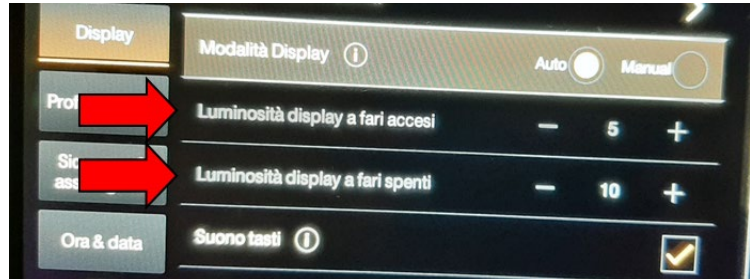 Display
Modalità Display
Auto
Manual
Luminosità display a fari accesi
− 5 +
Luminosità display a fari spenti
− 10 +
Ora & data
Suono tasti